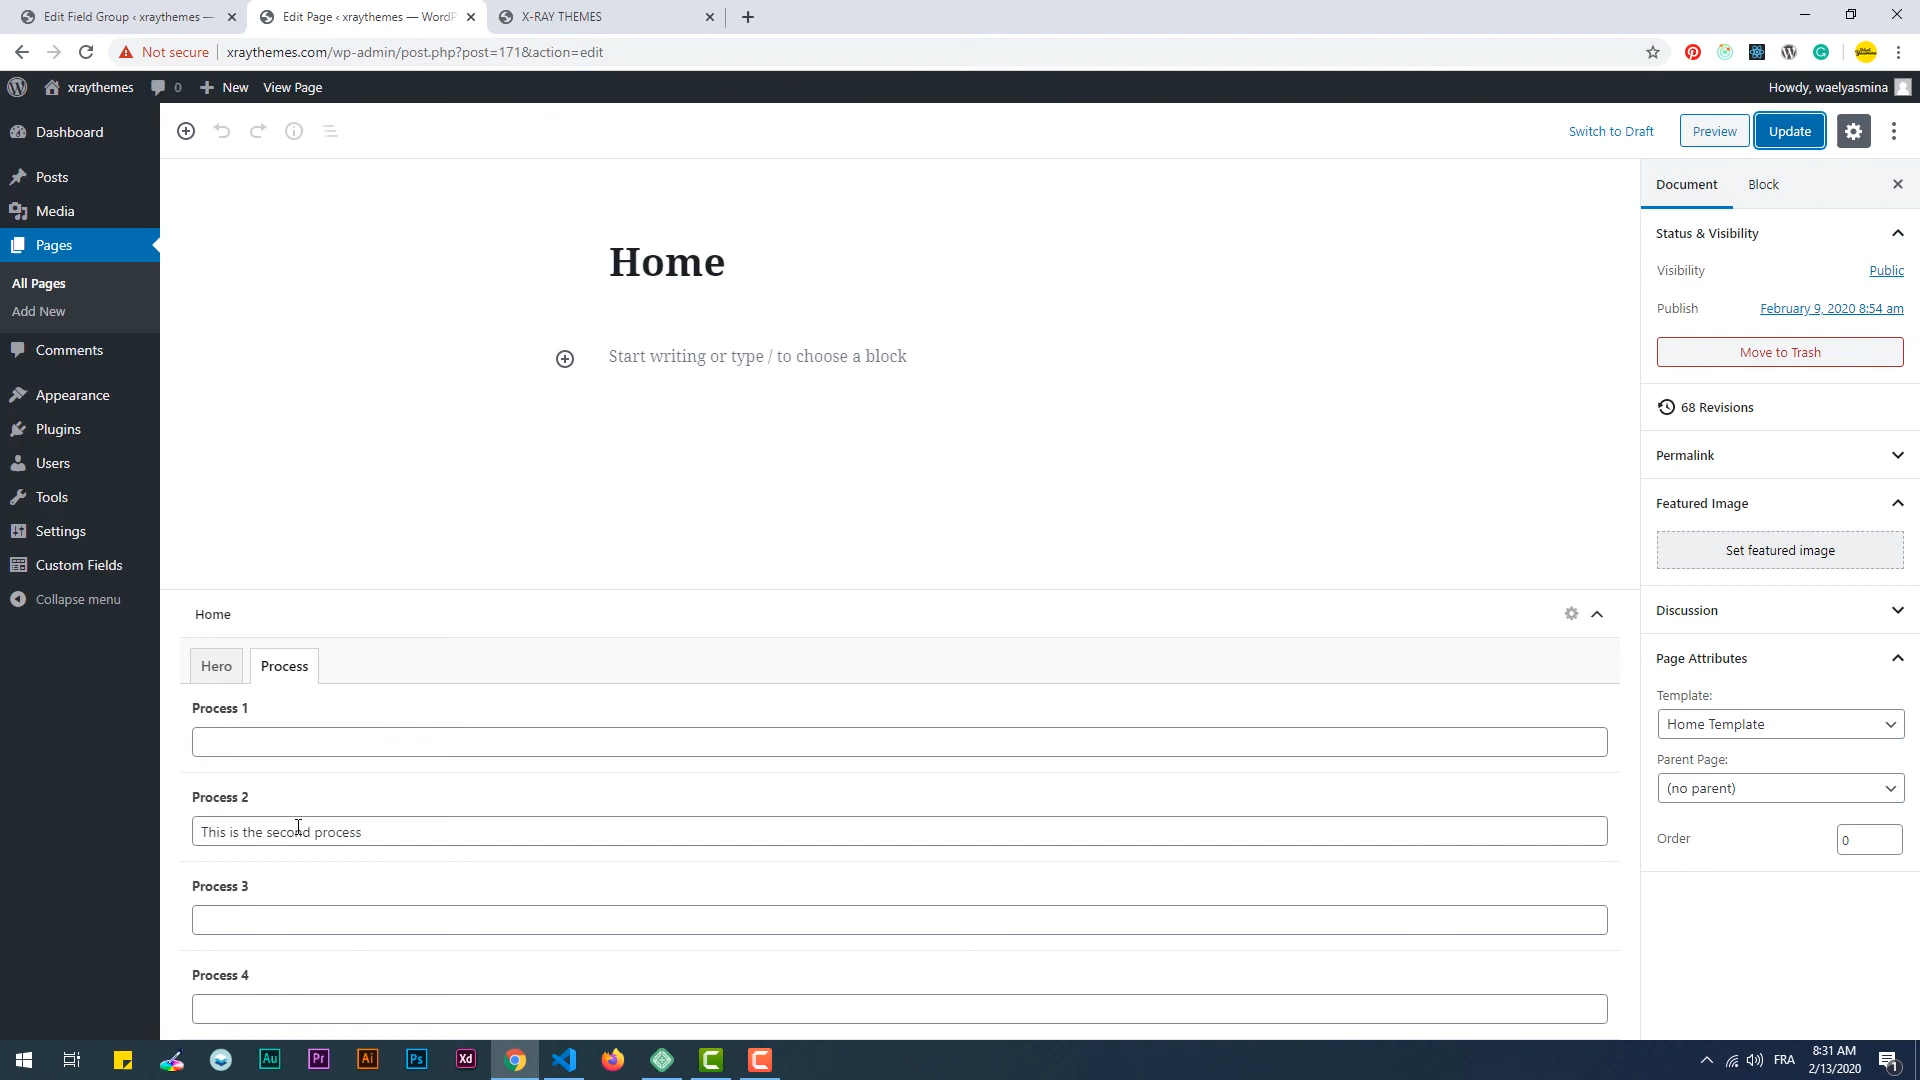 Edit Field Group ‹ xraythemes —
Edit Page ‹ xraythemes — WordP
X-RAY THEMES
Not secure
xraythemes.com/wp-admin/post.php?post=171&action=edit
xraythemes
0
New
View Page
Howdy, waelyasmina
Dashboard
Posts
Media
Pages
All Pages
Add New
Comments
Appearance
Plugins
Users
Tools
Settings
Custom Fields
Collapse menu
Switch to Draft
Preview
Update
Home
Start writing or type / to choose a block
Home
Hero
Process
Process 1
Process 2
This is the second process
Process 3
Process 4
Document
Block
Status & Visibility
Visibility
Public
Publish
February 9, 2020 8:54 am
Move to Trash
68 Revisions
Permalink
Featured Image
Set featured image
Discussion
Page Attributes
Template:
Home Template
Parent Page:
(no parent)
Order
0
Au
Pr
Ai
Ps
Xd
FRA
8:31 AM
2/13/2020
1